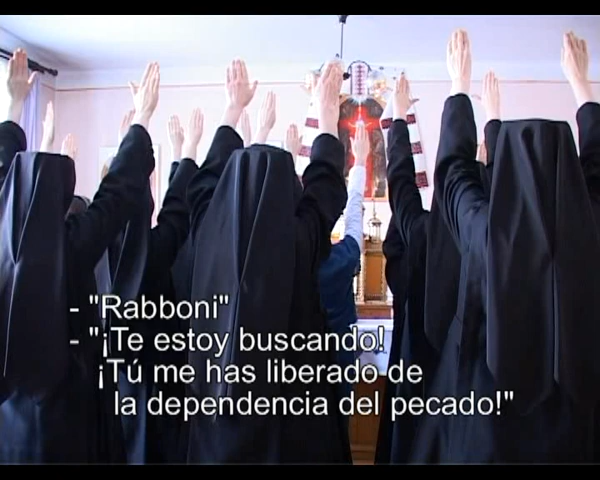 - "Rabboni"
- "¡Te estoy buscando!
¡Tú me has liberado de
la dependencia del pecado!"